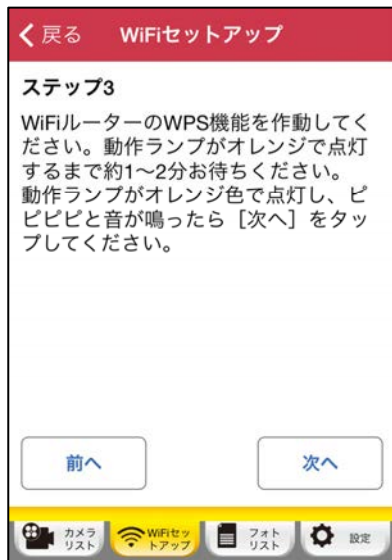 戻る WiFiセットアップ
ステップ3
WiFiルーターのWPS機能を作動してく
ださい。動作ランプがオレンジで点灯
するまで約1〜2分お待ちください。
動作ランプがオレンジ色で点灯し、ピ
ピピピと音が鳴ったら［次へ］をタッ
プしてください。
前へ 次へ
カメラ
リスト
WiFiセッ
トアップ
フォト
リスト
設定